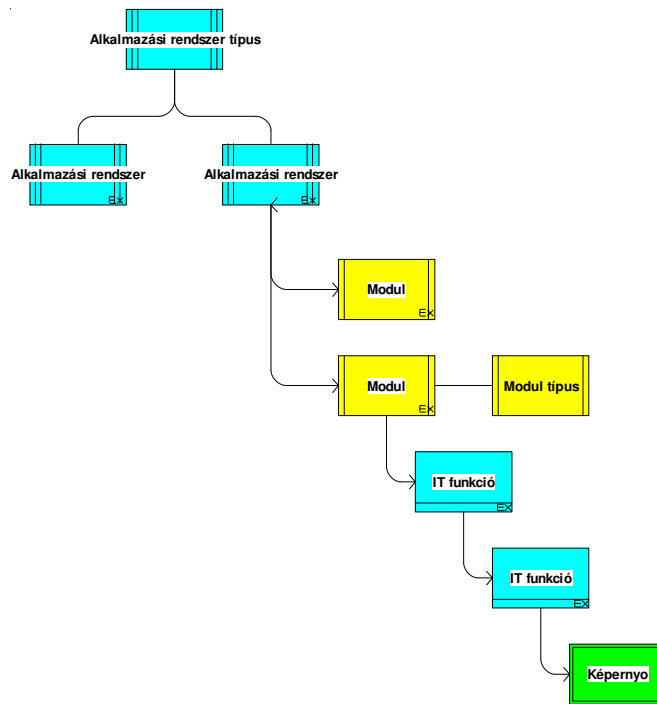 Alkalmazási rendszer típus
Alkalmazási rendszer
EX
Alkalmazási rendszer
EX
Modul
EX
Modul
EX
Modul típus
IT funkció
EX
IT funkció
EX
Képernyo